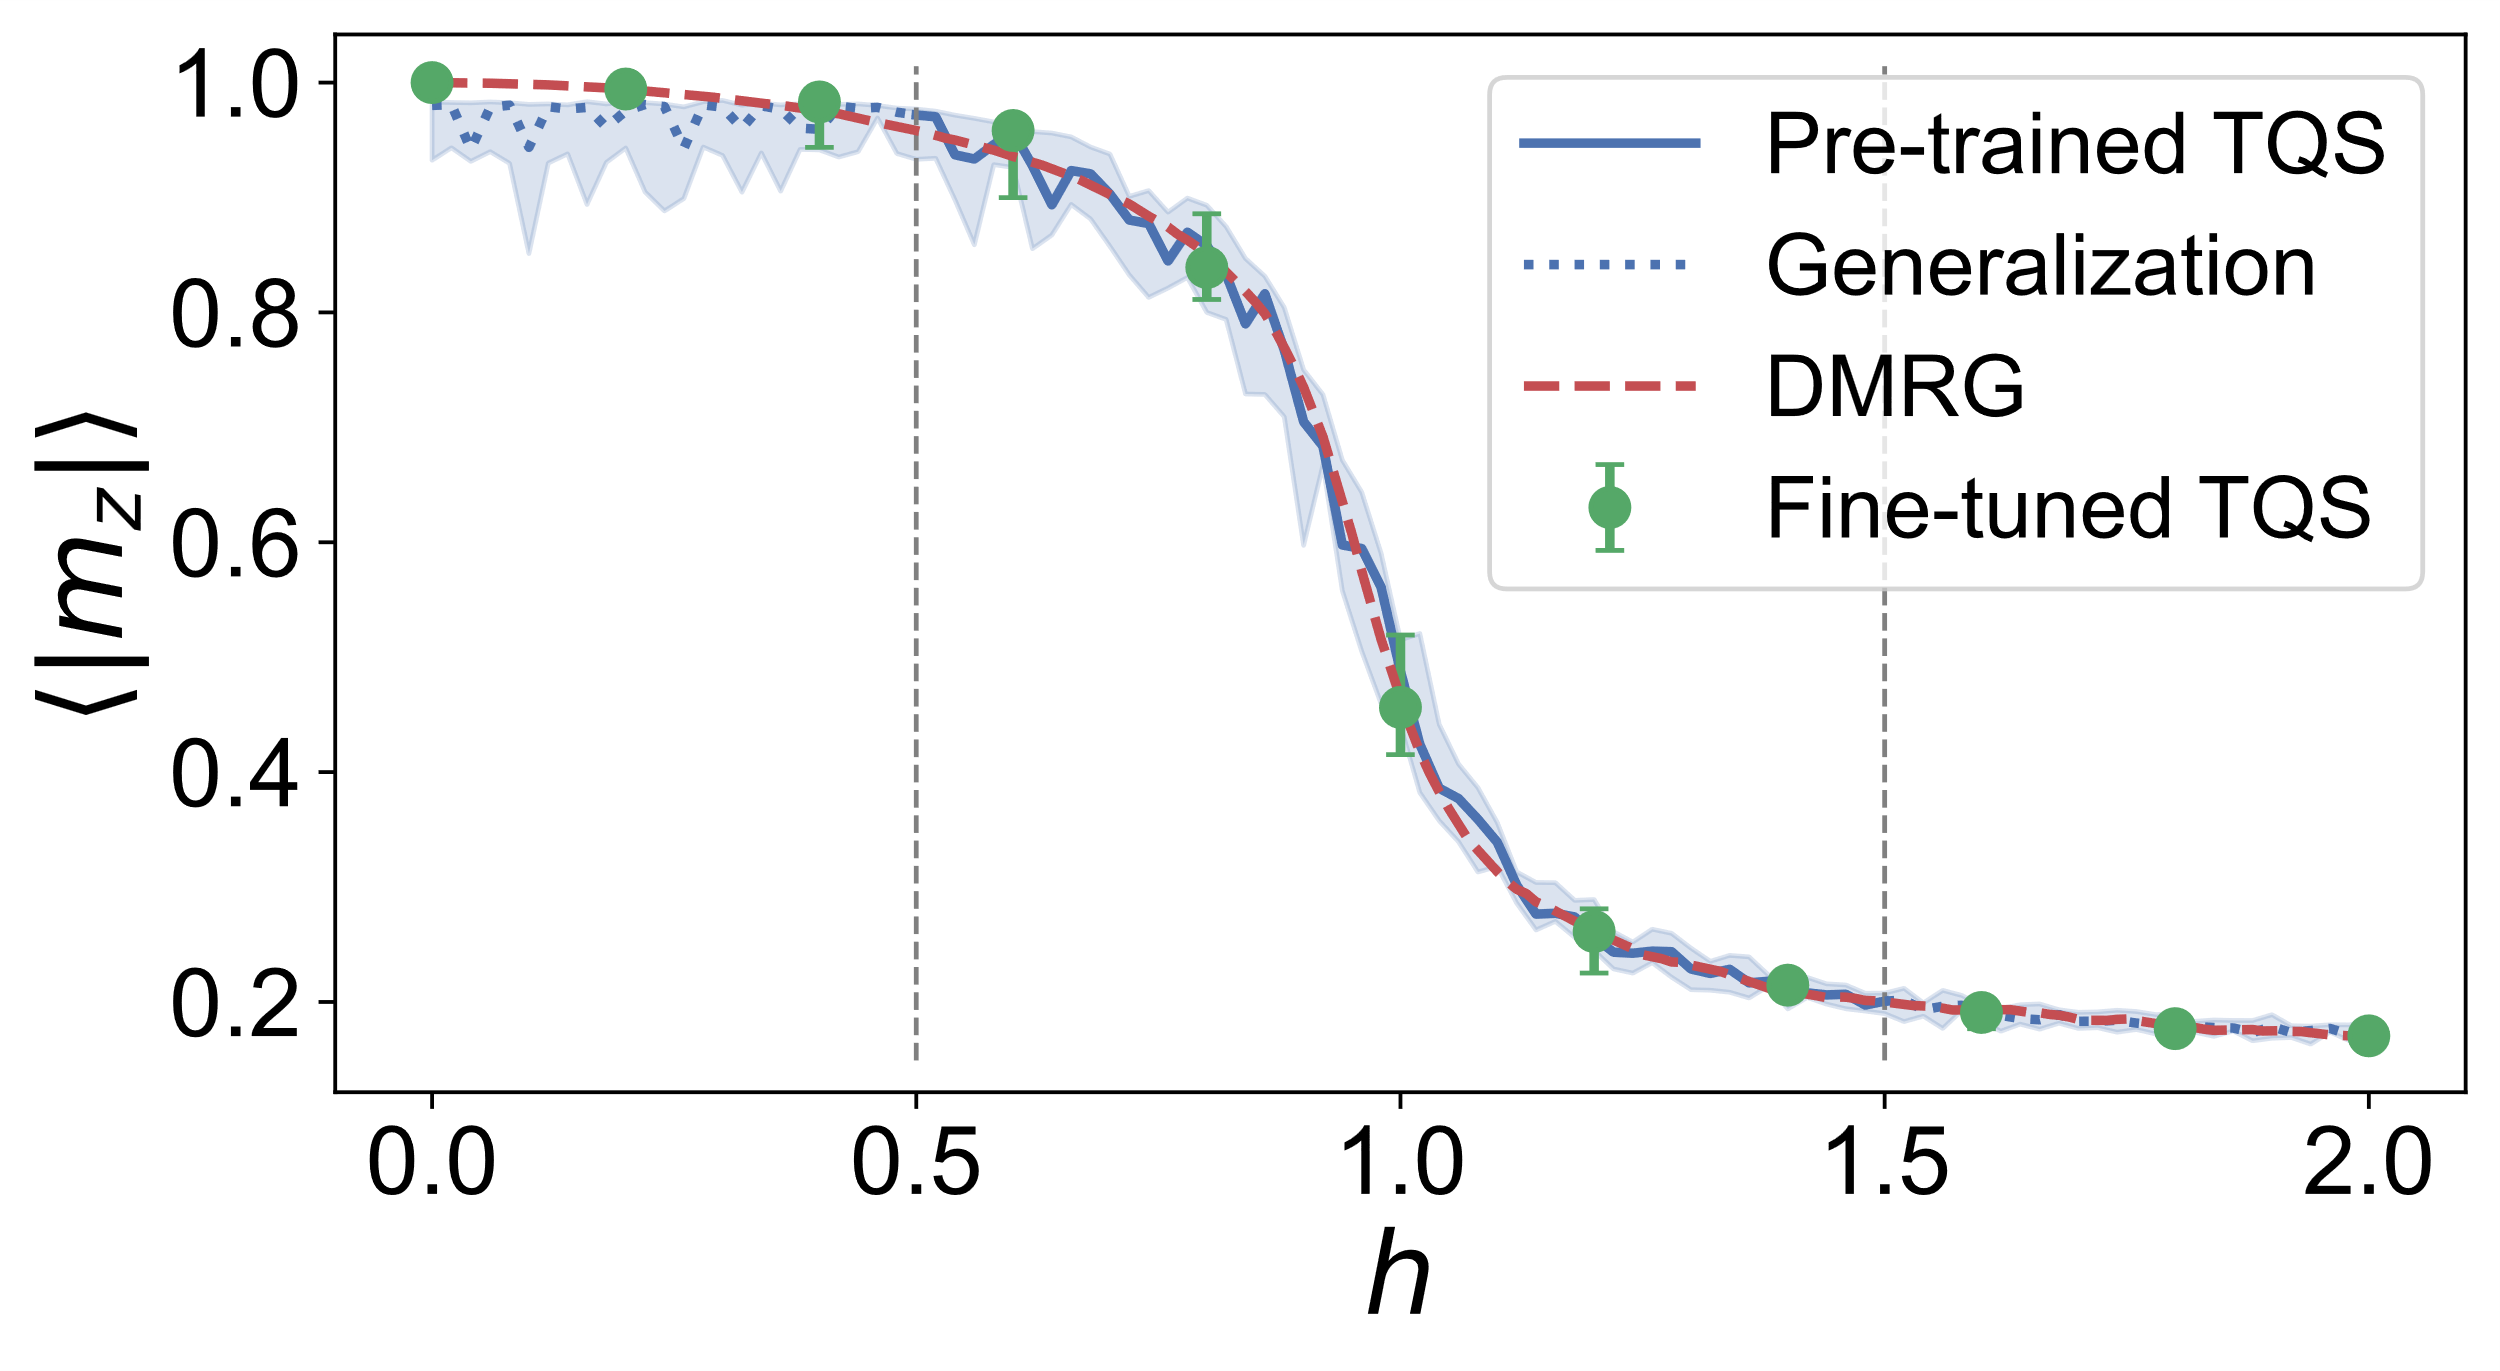 ⟨|m_z|⟩
1.0
0.8
0.6
0.4
0.2
0.0 0.5 1.0 1.5 2.0
h
Pre-trained TQS
Generalization
DMRG
Fine-tuned TQS